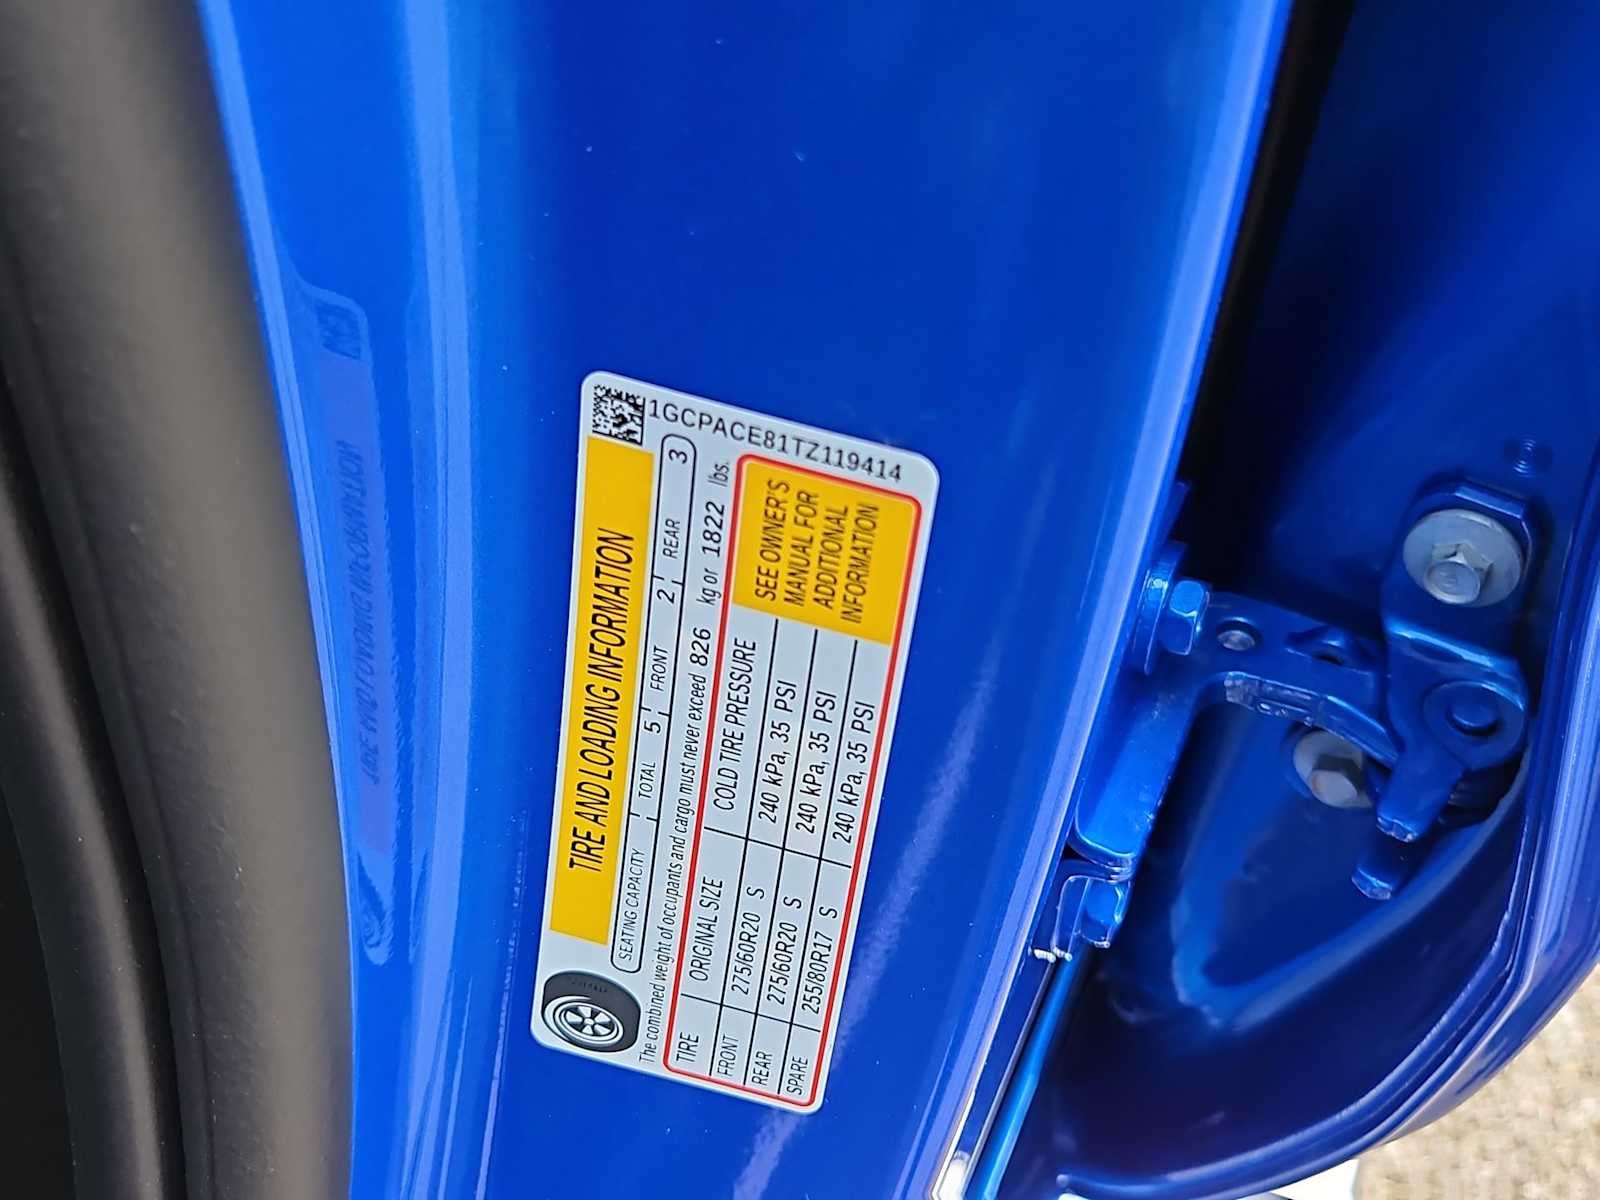 1GCPACE81TZ119414
TIRE AND LOADING INFORMATION
SEATING CAPACITY TOTAL 5 FRONT 2 REAR 3
The combined weight of occupants and cargo must never exceed 826 kg or 1822 lbs.
TIRE ORIGINAL SIZE COLD TIRE PRESSURE
FRONT 275/60R20 S 240 kPa, 35 PSI
REAR 275/60R20 S 240 kPa, 35 PSI
SPARE 255/80R17 S 240 kPa, 35 PSI
SEE OWNER'S
MANUAL FOR
ADDITIONAL
INFORMATION